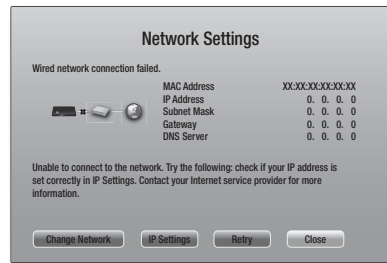 Network Settings
Wired network connection failed.
MAC Address XX:XX:XX:XX:XX:XX
IP Address 0. 0. 0. 0
Subnet Mask 0. 0. 0. 0
Gateway 0. 0. 0. 0
DNS Server 0. 0. 0. 0
Unable to connect to the network. Try the following: check if your IP address is
set correctly in IP Settings. Contact your Internet service provider for more
information.
Change Network IP Settings Retry Close